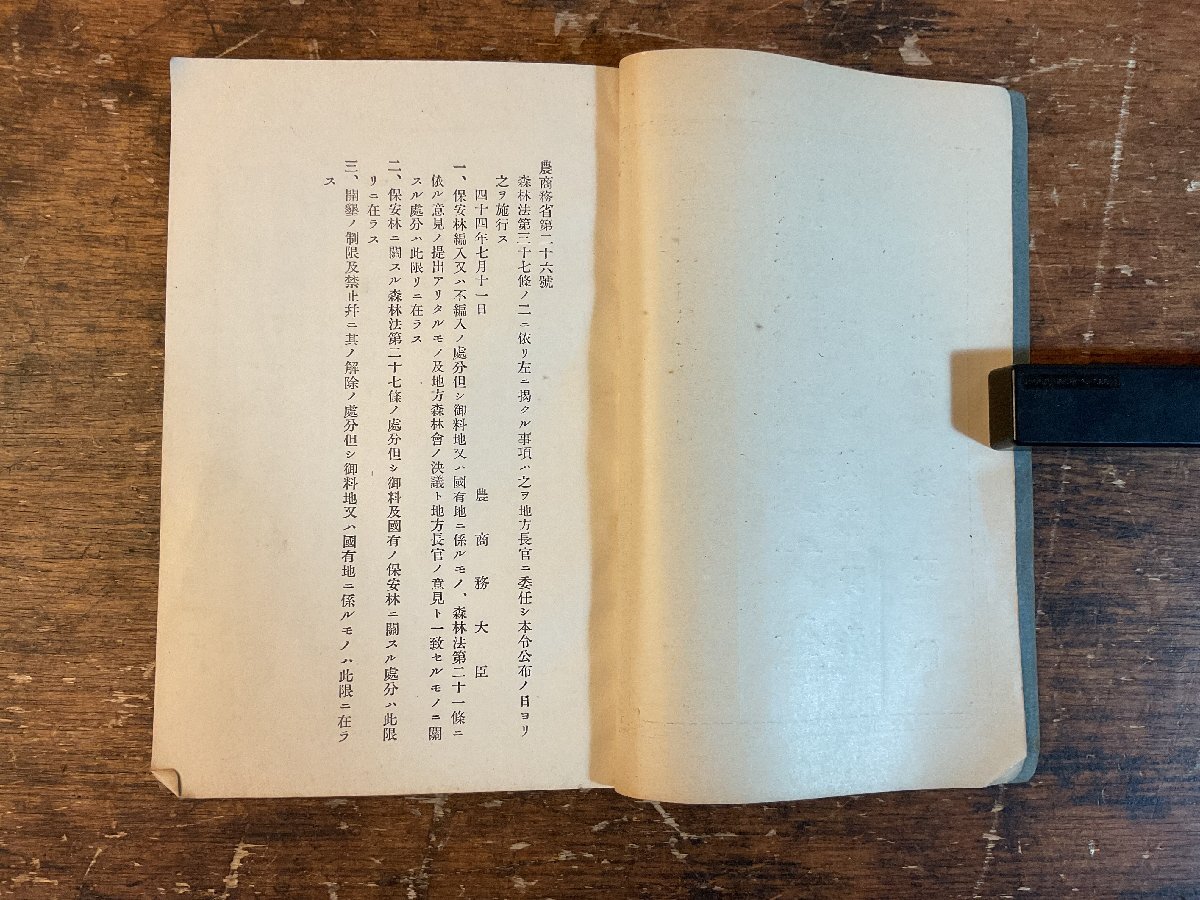 農商務省第二十六號
森林法第三十七條ノ二ニ依リ左ニ揭クル事項ハ之ヲ地方長官ニ委任シ本令公布ノ日ヨリ
之ヲ施行ス
四十四年七月十一日
農商務大臣
一、保安林編入又ハ不編入ノ處分但シ御料地又ハ國有地ニ係ルモノ、森林法第二十一條ニ
依ル意見ノ提出アリタルモノ及地方森林會ノ決議ト地方長官ノ意見ト一致セルモノニ關
スル處分ハ此限リニ在ラス
二、保安林ニ關スル森林法第二十七條ノ處分但シ御料及國有ノ保安林ニ關スル處分ハ此限
リニ在ラス
三、開墾ノ制限及禁止幷ニ其ノ解除ノ處分但シ御料地又ハ國有地ニ係ルモノハ此限ニ在ラ
ス